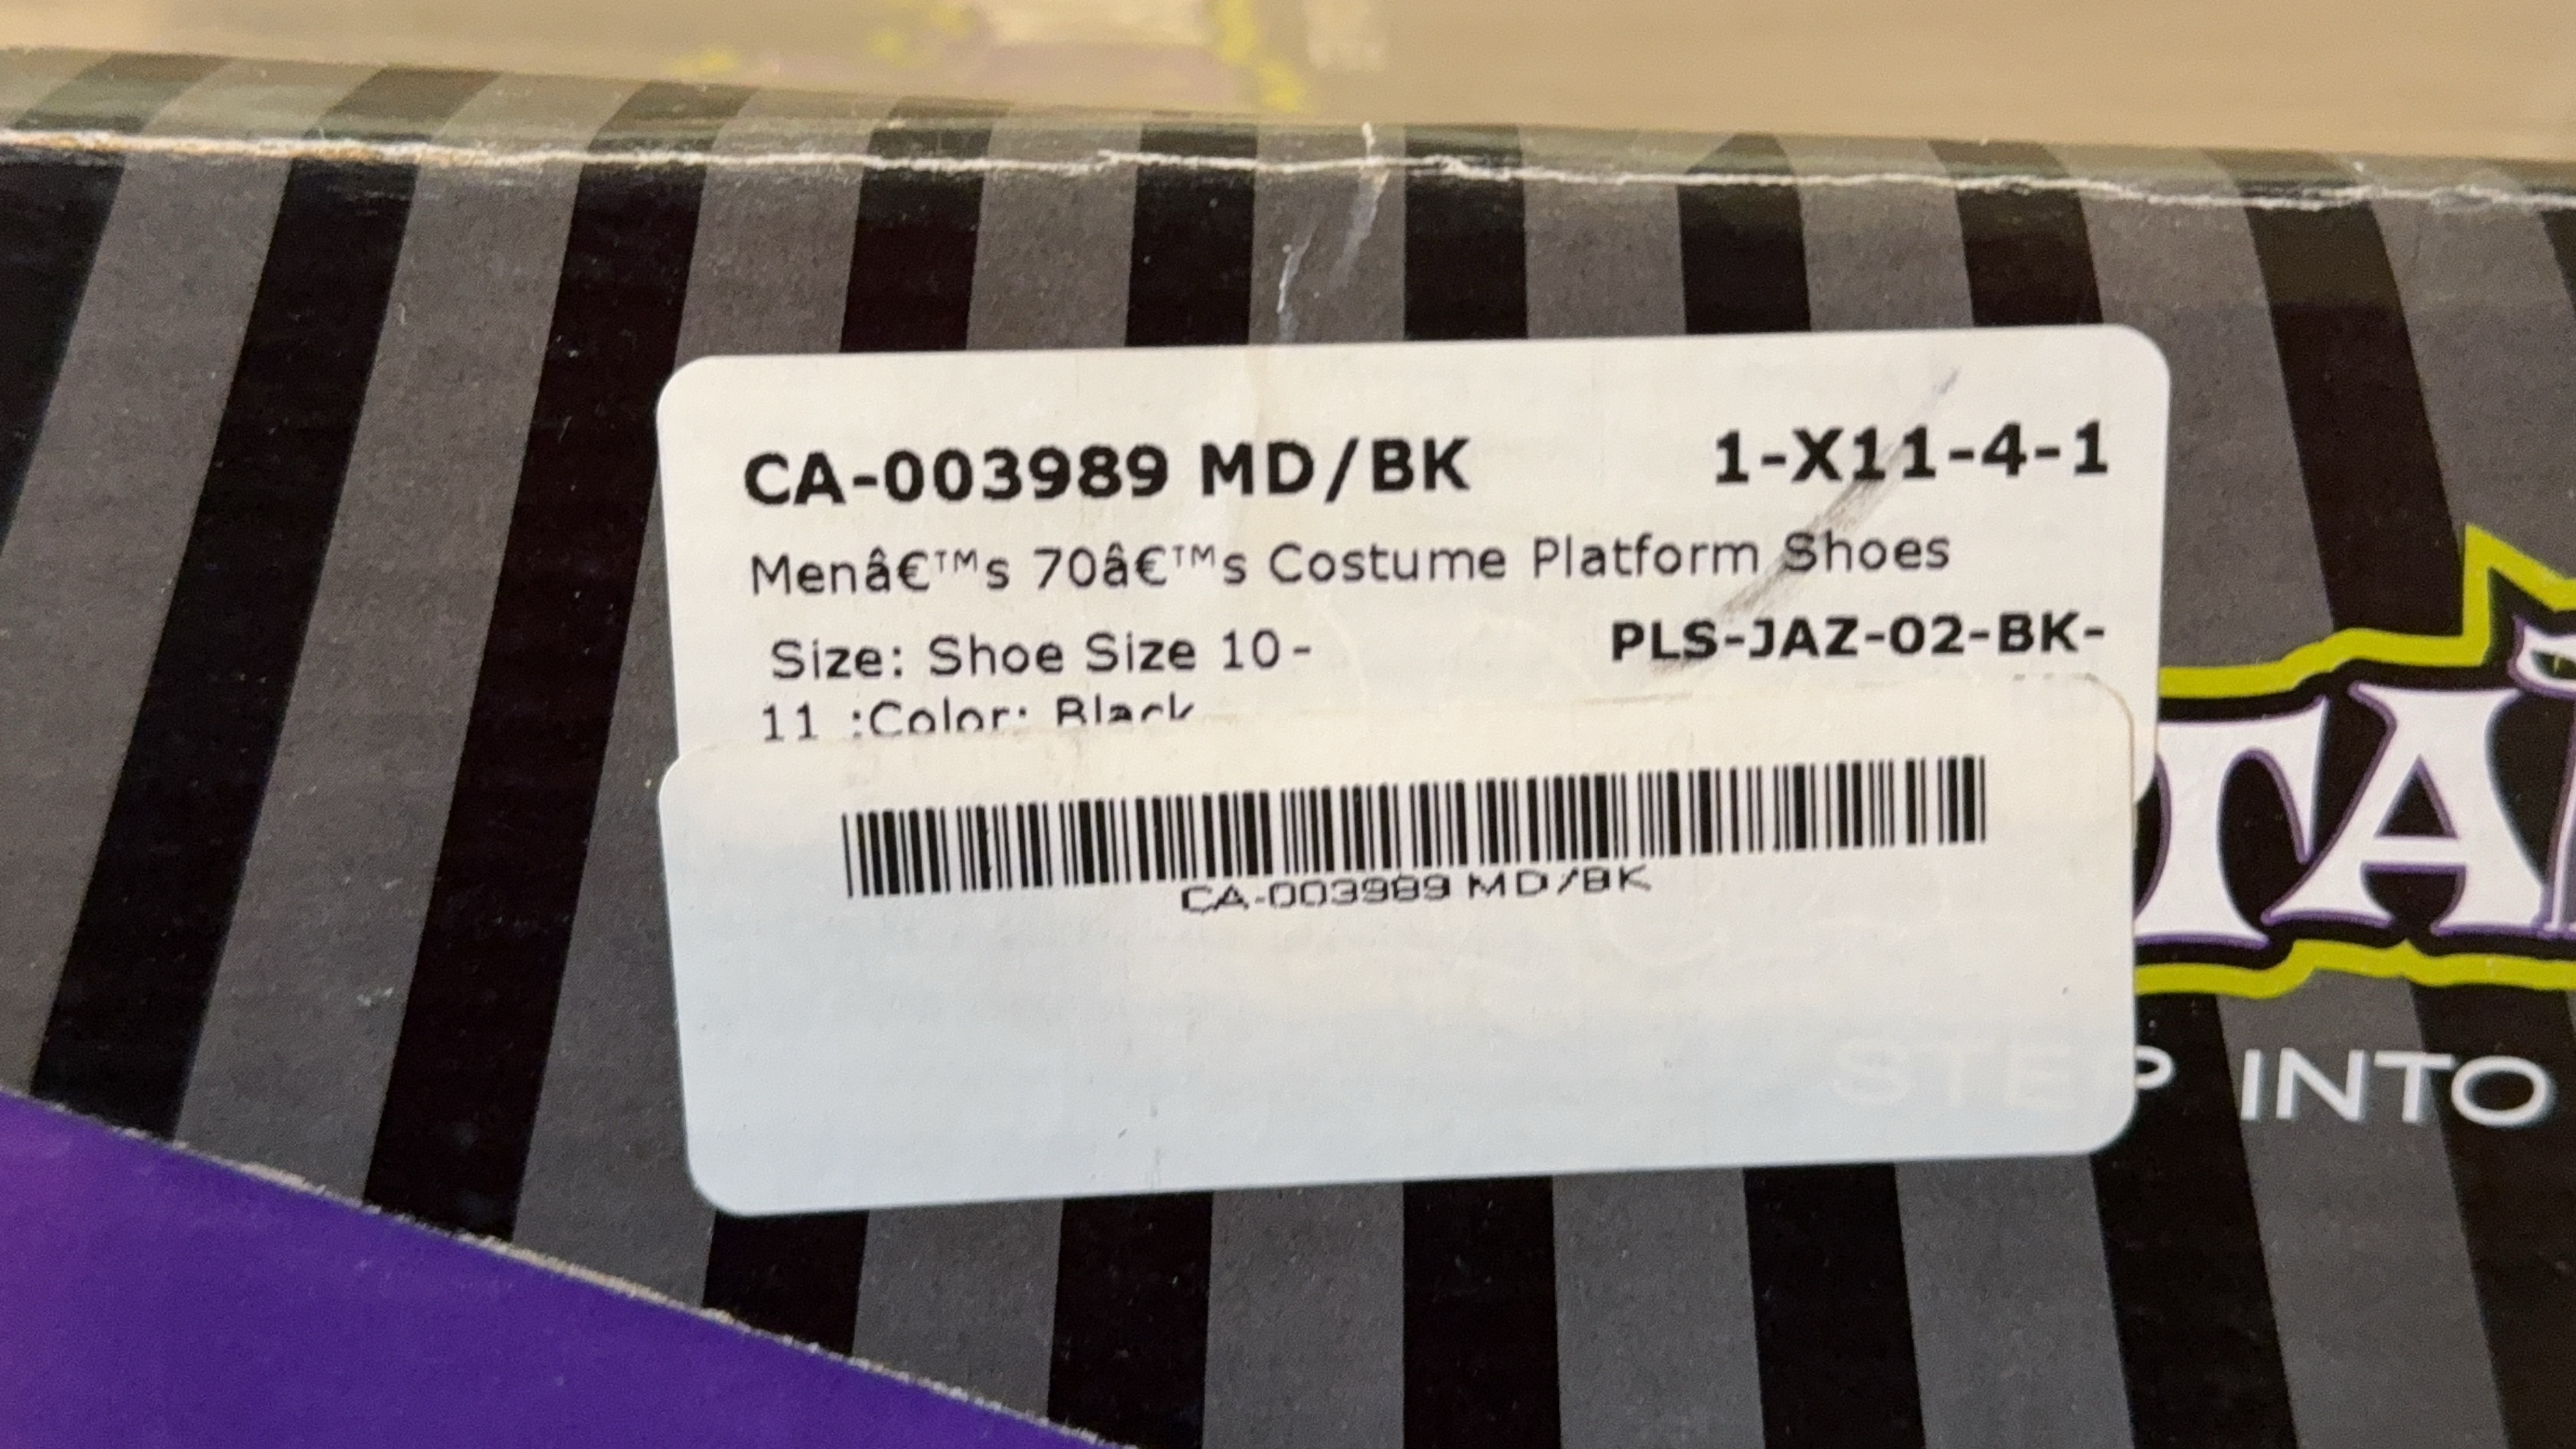 CA-003989 MD/BK 1-X11-4-1
Menâ€™s 70â€™s Costume Platform Shoes
Size: Shoe Size 10-
PLS-JAZ-02-BK-
11 :Color: Black
CA-003989 MD/BK
TA
STEP INTO